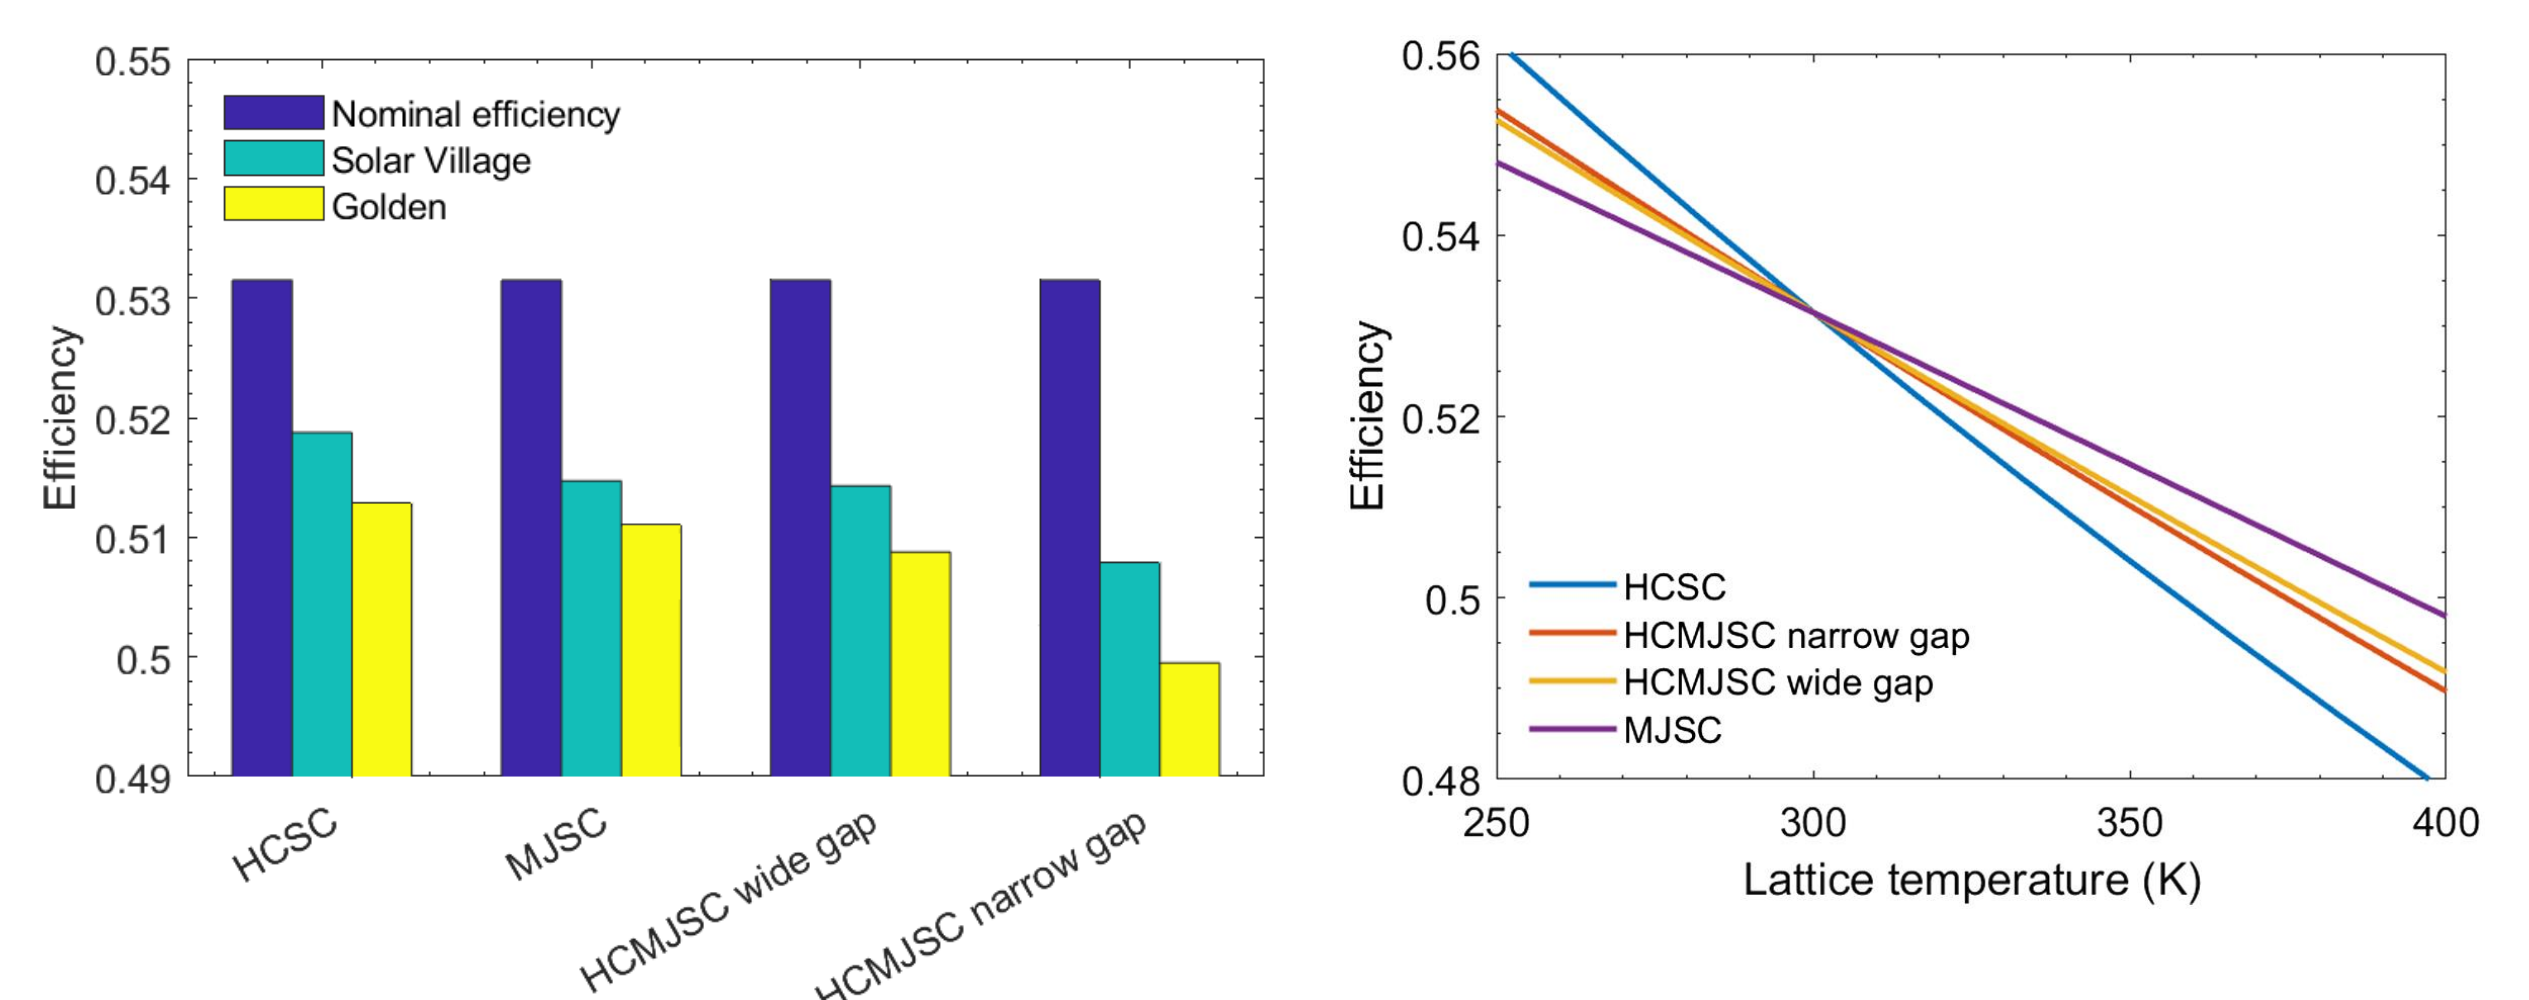 0.55
0.54
0.53
0.52
0.51
0.5
0.49
Efficiency
Nominal efficiency
Solar Village
Golden
HCSC
MJSC
HCMJSC wide gap
HCMJSC narrow gap
0.56
0.54
0.52
0.5
0.48
Efficiency
HCSC
HCMJSC narrow gap
HCMJSC wide gap
MJSC
250 300 350 400
Lattice temperature (K)